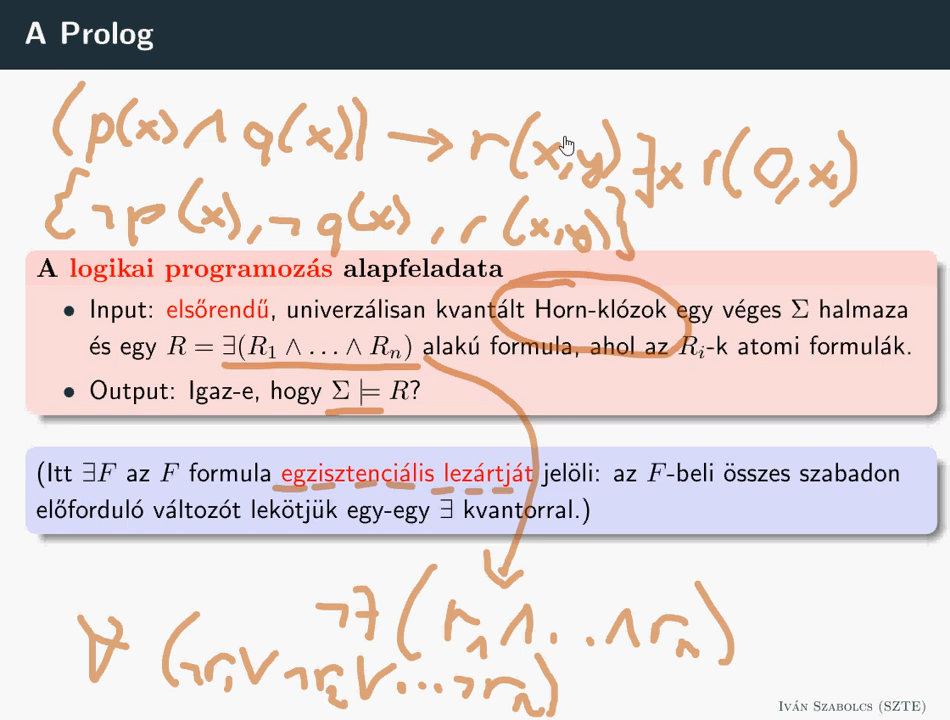 A Prolog
(p(x) ∧ q(x)) → r(x,y) ∃x r(0,x)
{¬p(x), ¬q(x), r(x,y)}
A logikai programozás alapfeladata
• Input: elsőrendű, univerzálisan kvantált Horn-klózok egy véges Σ halmaza
és egy R = ∃(R₁ ∧ … ∧ Rₙ) alakú formula, ahol az Rᵢ-k atomi formulák.
• Output: Igaz-e, hogy Σ ⊨ R?
(Itt ∃F az F formula egzisztenciális lezártját jelöli: az F-beli összes szabadon
előforduló változót lekötjük egy-egy ∃ kvantorral.)
¬∃(r₁∧..∧rₙ)
∀(¬r₁∨¬r₂∨...¬rₙ)
Iván Szabolcs (SZTE)